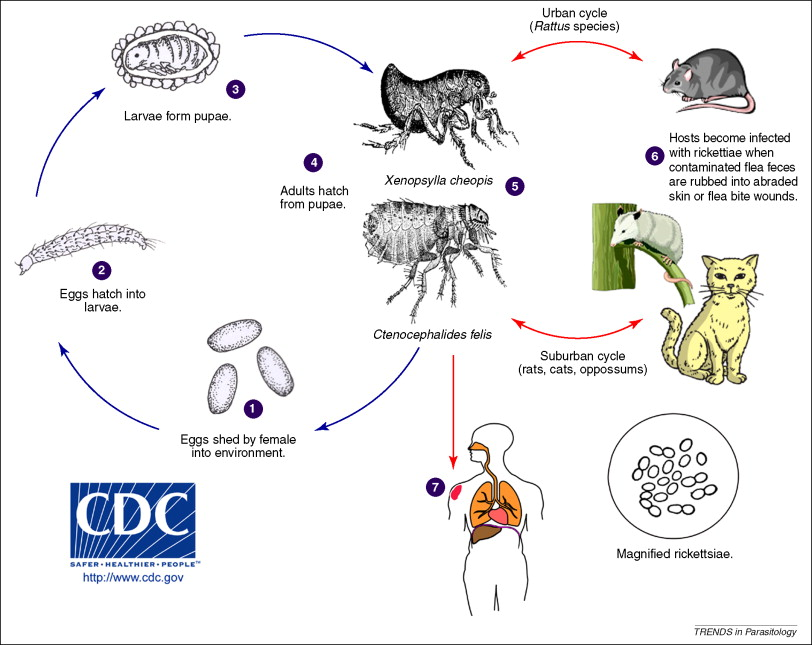 Urban cycle
(Rattus species)
3
Larvae form pupae.
4
Adults hatch
from pupae.
Xenopsylla cheopis
5
6
Hosts become infected
with rickettiae when
contaminated flea feces
are rubbed into abraded
skin or flea bite wounds.
2
Eggs hatch into
larvae.
Ctenocephalides felis
Suburban cycle
(rats, cats, oppossums)
1
Eggs shed by female
into environment.
7
CDC
SAFER•HEALTHIER•PEOPLE™
http://www.cdc.gov
Magnified rickettsiae.
TRENDS in Parasitology